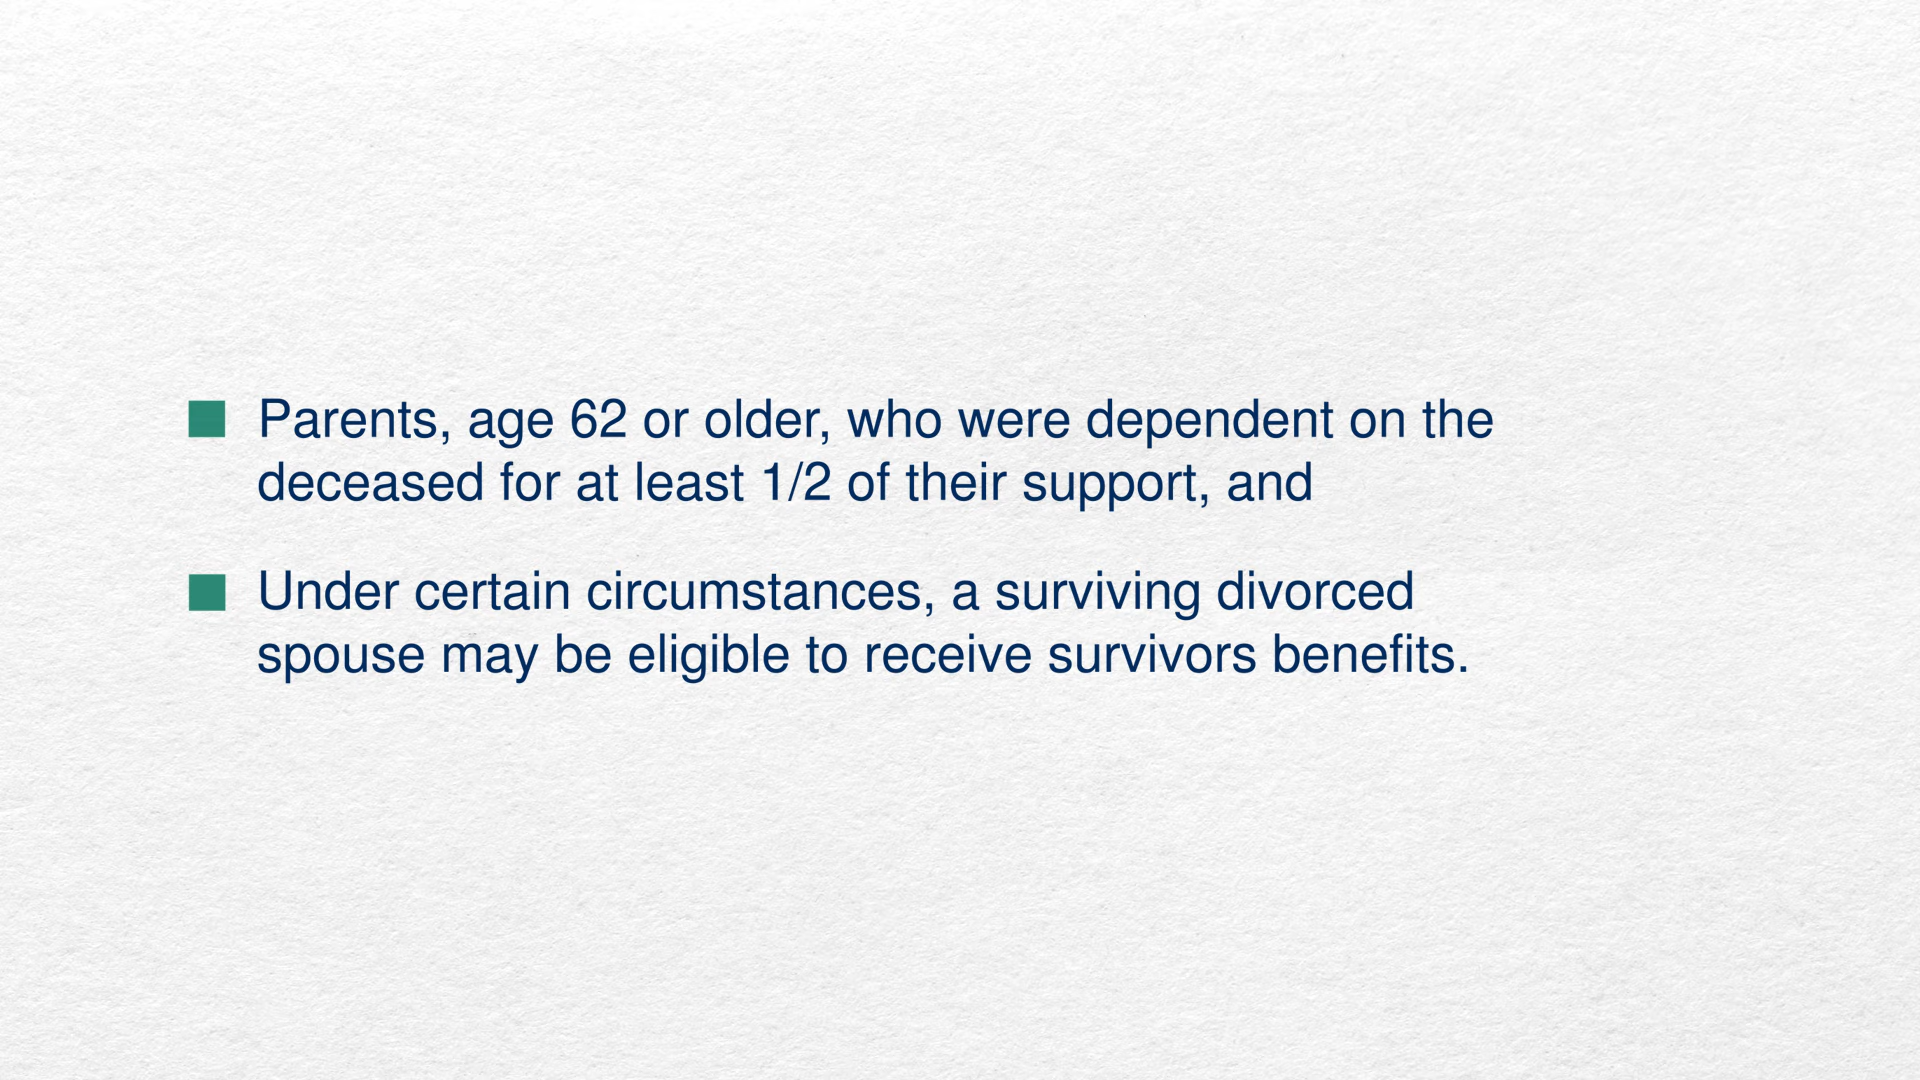 Parents, age 62 or older, who were dependent on the
deceased for at least 1/2 of their support, and
Under certain circumstances, a surviving divorced
spouse may be eligible to receive survivors benefits.